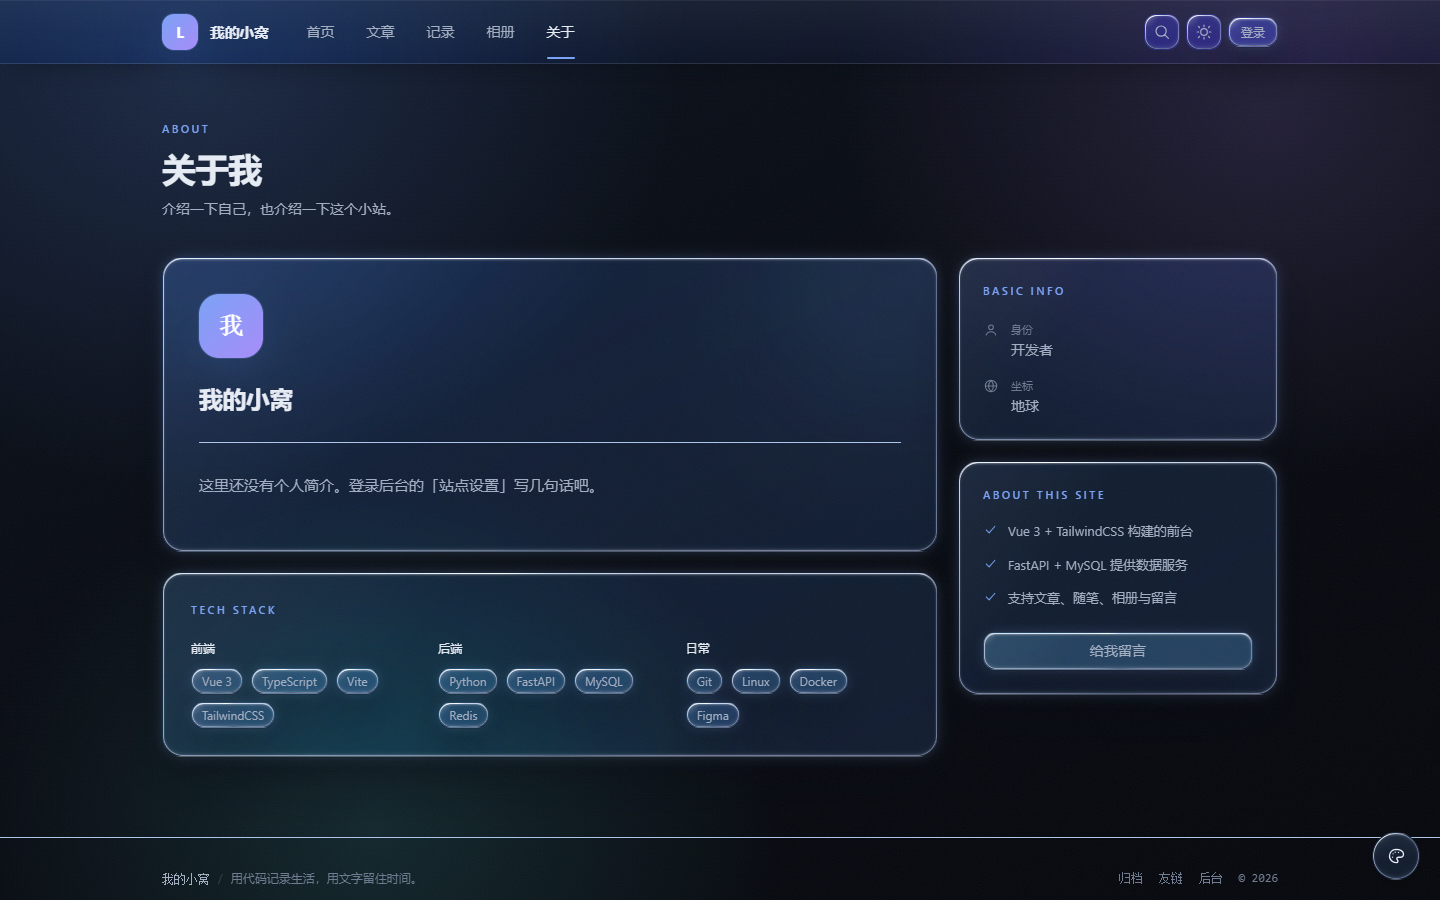 L 我的小窝 首页 文章 记录 相册 关于 登录
ABOUT
关于我
介绍一下自己，也介绍一下这个小站。
我
我的小窝
这里还没有个人简介。登录后台的「站点设置」写几句话吧。
TECH STACK
前端
Vue 3 TypeScript Vite
TailwindCSS
后端
Python FastAPI MySQL
Redis
日常
Git Linux Docker
Figma
BASIC INFO
身份
开发者
坐标
地球
ABOUT THIS SITE
Vue 3 + TailwindCSS 构建的前台
FastAPI + MySQL 提供数据服务
支持文章、随笔、相册与留言
给我留言
我的小窝 / 用代码记录生活，用文字留住时间。
归档 友链 后台 © 2026